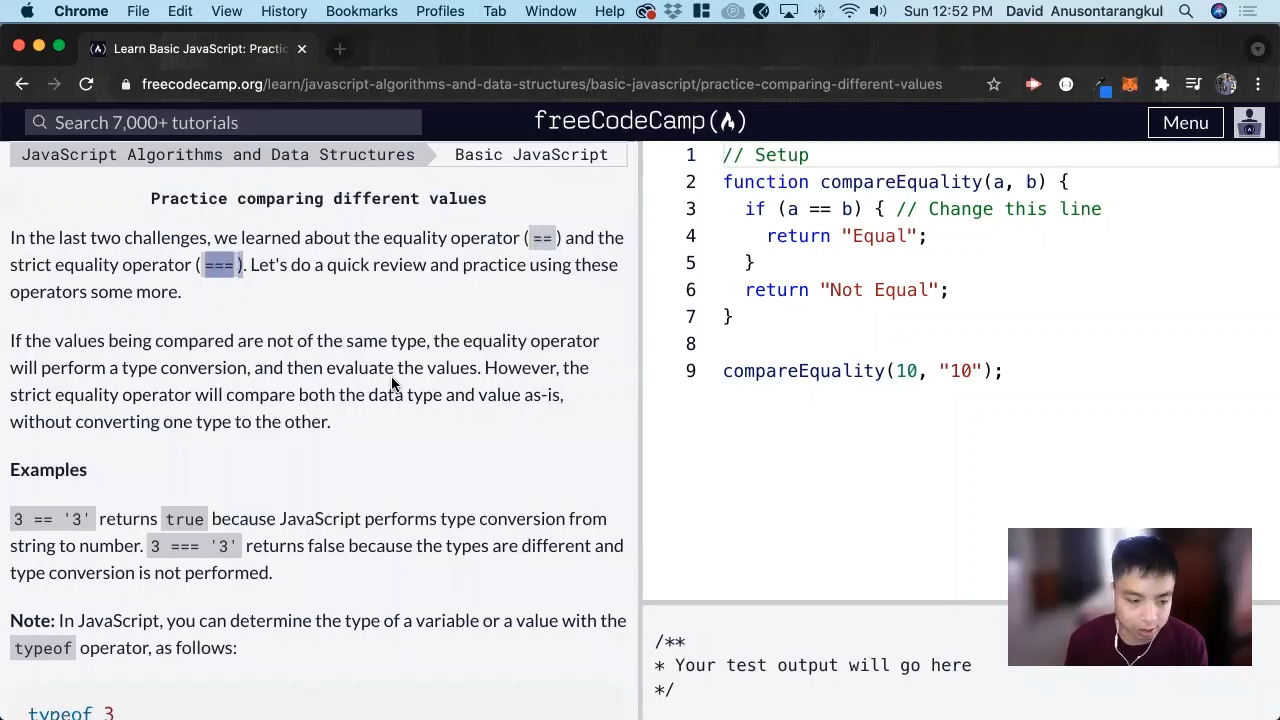 Chrome File Edit View History Bookmarks Profiles Tab Window Help Sun 12:52 PM David Anusontarangkul
Learn Basic JavaScript: Practic
freecodecamp.org/learn/javascript-algorithms-and-data-structures/basic-javascript/practice-comparing-different-values
Search 7,000+ tutorials
freeCodeCamp
Menu
JavaScript Algorithms and Data Structures
Basic JavaScript
Practice comparing different values
In the last two challenges, we learned about the equality operator (==) and the
strict equality operator (===). Let's do a quick review and practice using these
operators some more.
If the values being compared are not of the same type, the equality operator
will perform a type conversion, and then evaluate the values. However, the
strict equality operator will compare both the data type and value as-is,
without converting one type to the other.
Examples
3 == '3' returns true because JavaScript performs type conversion from
string to number. 3 === '3' returns false because the types are different and
type conversion is not performed.
Note: In JavaScript, you can determine the type of a variable or a value with the
typeof operator, as follows:
typeof 3
1 // Setup
2 function compareEquality(a, b) {
3 if (a == b) { // Change this line
4 return "Equal";
5 }
6 return "Not Equal";
7 }
8
9 compareEquality(10, "10");
/**
* Your test output will go here
*/